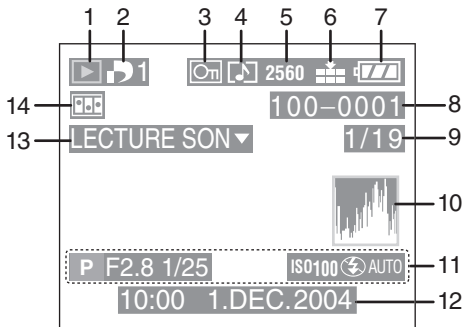 1 2 3 4 5 6 7
1 2560
14 100-0001 8
13 LECTURE SON 1/19 9
10
P F2.8 1/25 ISO100 AUTO 11
10:00 1.DEC.2004 12